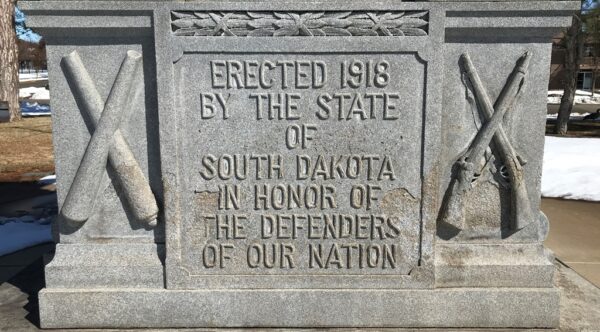 ERECTED 1918
BY THE STATE
OF
SOUTH DAKOTA
IN HONOR OF
THE DEFENDERS
OF OUR NATION